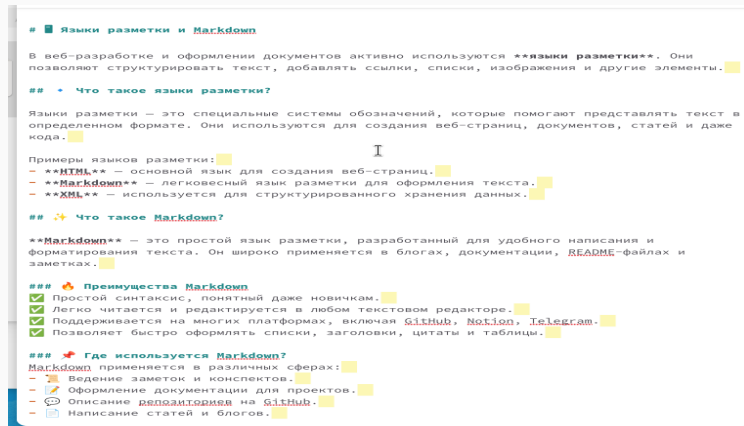 # 📓 Языки разметки и Markdown
В веб-разработке и оформлении документов активно используются **языки разметки**. Они
позволяют структурировать текст, добавлять ссылки, списки, изображения и другие элементы.
## 🔹 Что такое языки разметки?
Языки разметки – это специальные системы обозначений, которые помогают представлять текст в
определенном формате. Они используются для создания веб-страниц, документов, статей и даже
кода.
Примеры языков разметки:
- **HTML** – основной язык для создания веб-страниц.
- **Markdown** – легковесный язык разметки для оформления текста.
- **XML** – используется для структурированного хранения данных.
## ✨ Что такое Markdown?
**Markdown** – это простой язык разметки, разработанный для удобного написания и
форматирования текста. Он широко применяется в блогах, документации, README-файлах и
заметках.
### 🔥 Преимущества Markdown
✅ Простой синтаксис, понятный даже новичкам.
✅ Легко читается и редактируется в любом текстовом редакторе.
✅ Поддерживается на многих платформах, включая GitHub, Notion, Telegram.
✅ Позволяет быстро оформлять списки, заголовки, цитаты и таблицы.
### 📌 Где используется Markdown?
Markdown применяется в различных сферах:
- 📜 Ведение заметок и конспектов.
- 📝 Оформление документации для проектов.
- 💬 Описание репозиториев на GitHub.
- 📄 Написание статей и блогов.